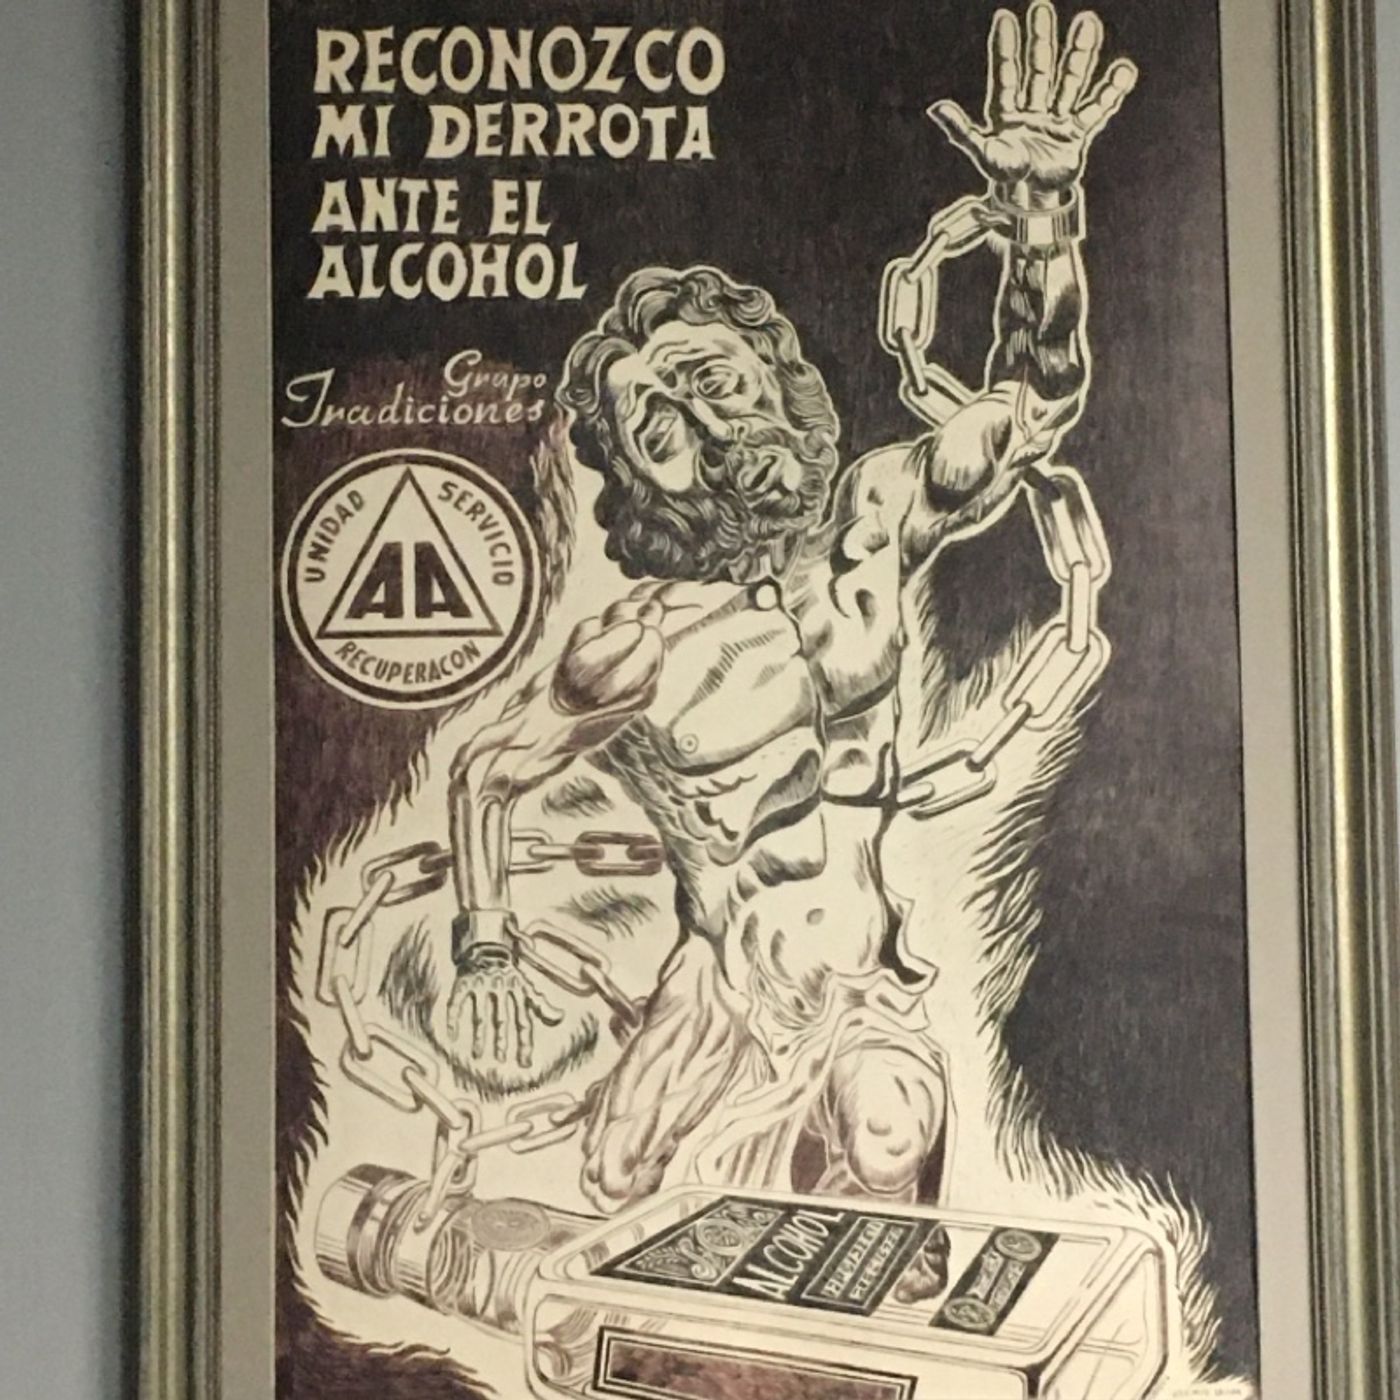 RECONOZCO
MI DERROTA
ANTE EL
ALCOHOL
Grupo
Tradiciones
UNIDAD
SERVICIO
AA
RECUPERACON
ALCOHOL